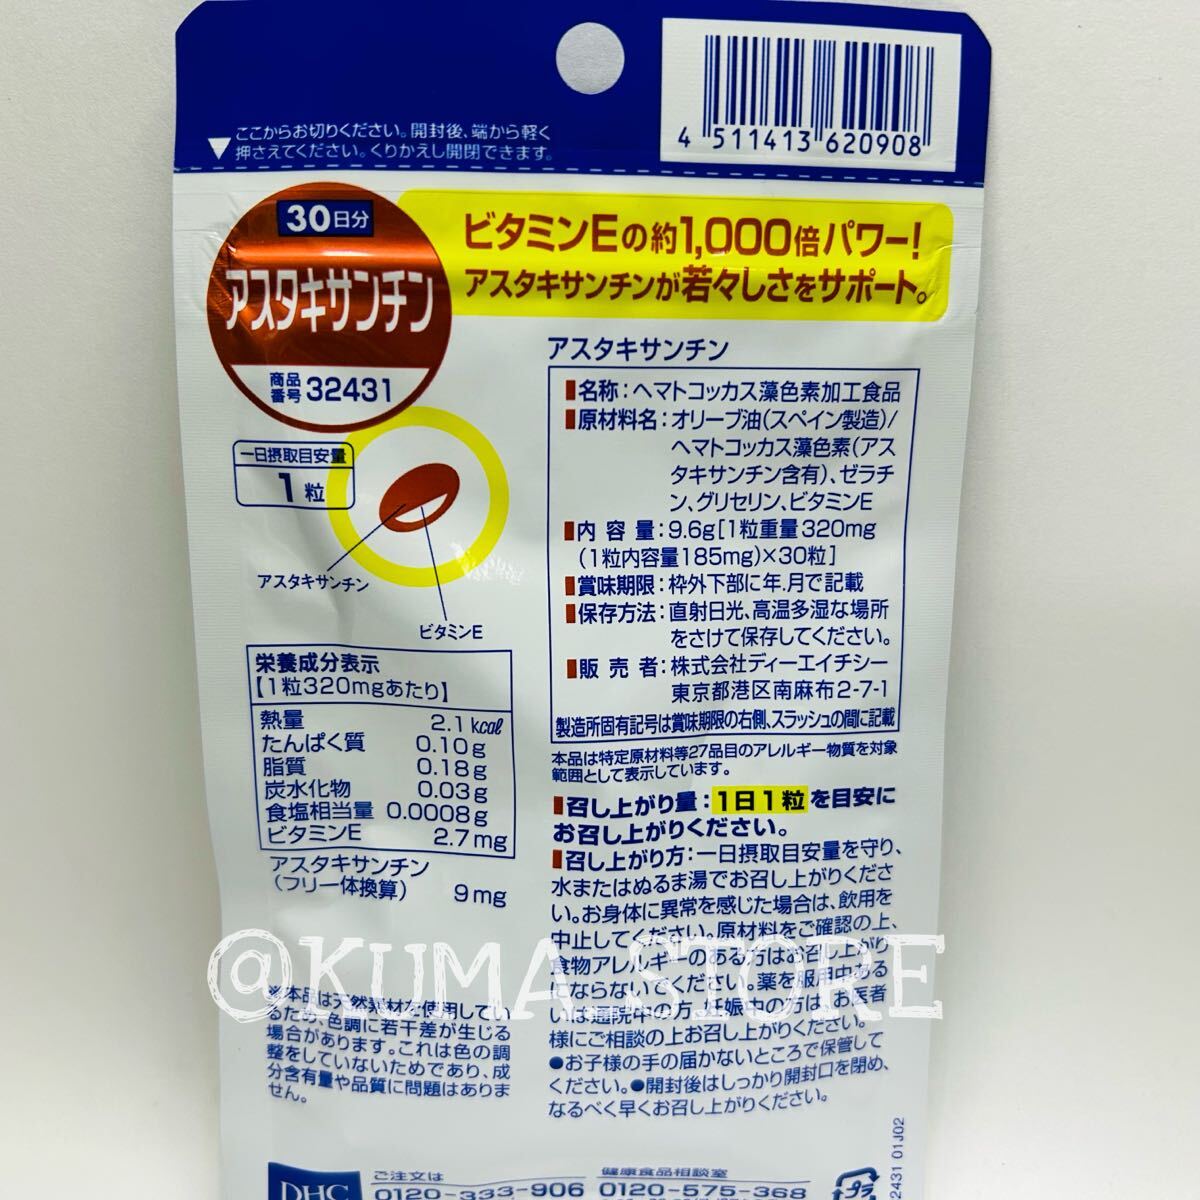 ここからお切りください。開封後、端から軽く
押さえてください。くりかえし開閉できます。
4 511413 620908
30日分
アスタキサンチン
商品
番号 32431
ビタミンEの約1,000倍パワー!
アスタキサンチンが若々しさをサポート。
一日摂取目安量
1粒
アスタキサンチン
ビタミンE
栄養成分表示
【1粒320mgあたり】
熱量 2.1kcal
たんぱく質 0.10g
脂質 0.18g
炭水化物 0.03g
食塩相当量 0.0008g
ビタミンE 2.7mg
アスタキサンチン
(フリー体換算) 9mg
※本品は天然素材を使用してい
るため、色調に若干差が生じる
場合があります。これは色の調
整をしていないためであり、成
分含有量や品質に問題はありま
せん。
アスタキサンチン
■名称:ヘマトコッカス藻色素加工食品
■原材料名:オリーブ油(スペイン製造)/
ヘマトコッカス藻色素(アス
タキサンチン含有)、ゼラチ
ン、グリセリン、ビタミンE
■内容量:9.6g[1粒重量320mg
(1粒内容量185mg)×30粒]
■賞味期限:枠外下部に年.月で記載
■保存方法:直射日光、高温多湿な場所
をさけて保存してください。
■販売者:株式会社ディーエイチシー
東京都港区南麻布2-7-1
製造所固有記号は賞味期限の右側、スラッシュの間に記載
本品は特定原材料等27品目のアレルギー物質を対象
範囲として表示しています。
■召し上がり量:1日1粒を目安に
お召し上がりください。
■召し上がり方:一日摂取目安量を守り、
水またはぬるま湯でお召し上がりくださ
い。お身体に異常を感じた場合は、飲用を
中止してください。原材料をご確認の上、
食物アレルギーのある方はお召し上がり
にならないでください。薬を服用中ある
いは通院中の方、妊娠中の方は、お医者
様にご相談の上お召し上がりください。
●お子様の手の届かないところで保管して
ください。●開封後はしっかり開封口を閉め、
なるべく早くお召し上がりください。
@KUMA STORE
DHC
ご注文は
0120-333-906
健康食品相談室
0120-575-368
プラ
2431 01J02